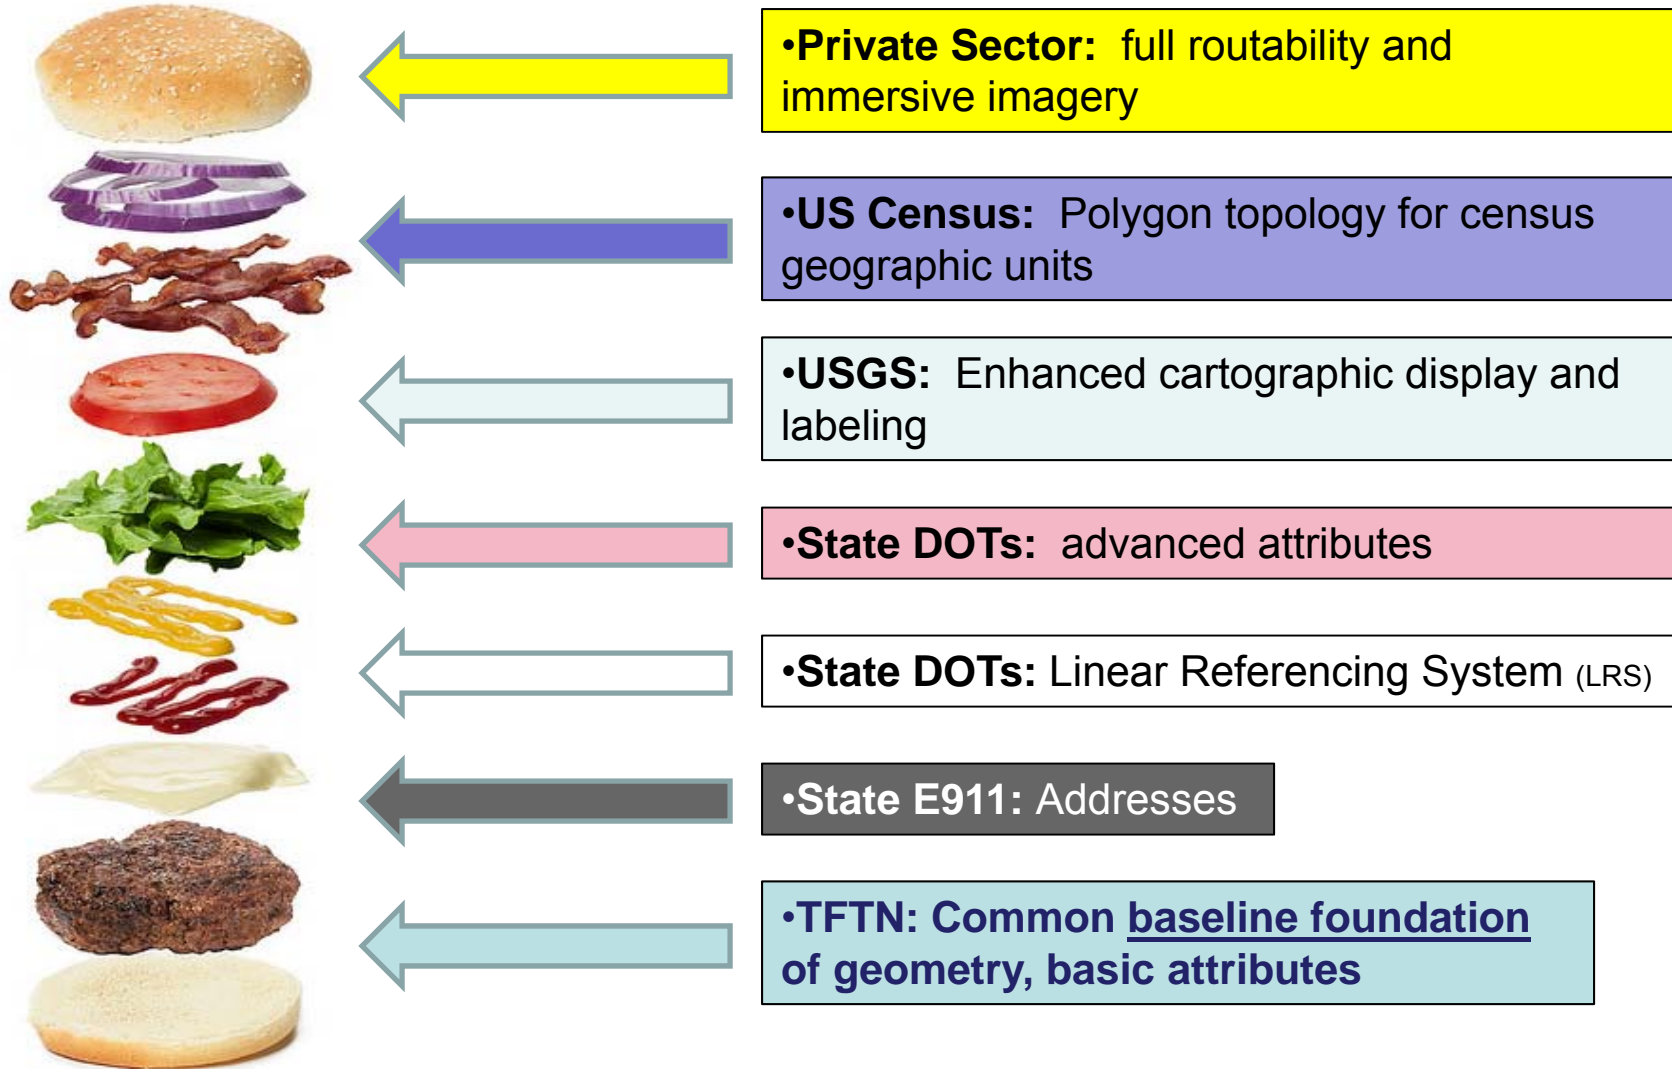 •Private Sector:  full routability and
immersive imagery
•US Census:  Polygon topology for census
geographic units
•USGS:  Enhanced cartographic display and
labeling
•State DOTs:  advanced attributes
•State DOTs: Linear Referencing System (LRS)
•State E911: Addresses
•TFTN: Common baseline foundation
of geometry, basic attributes